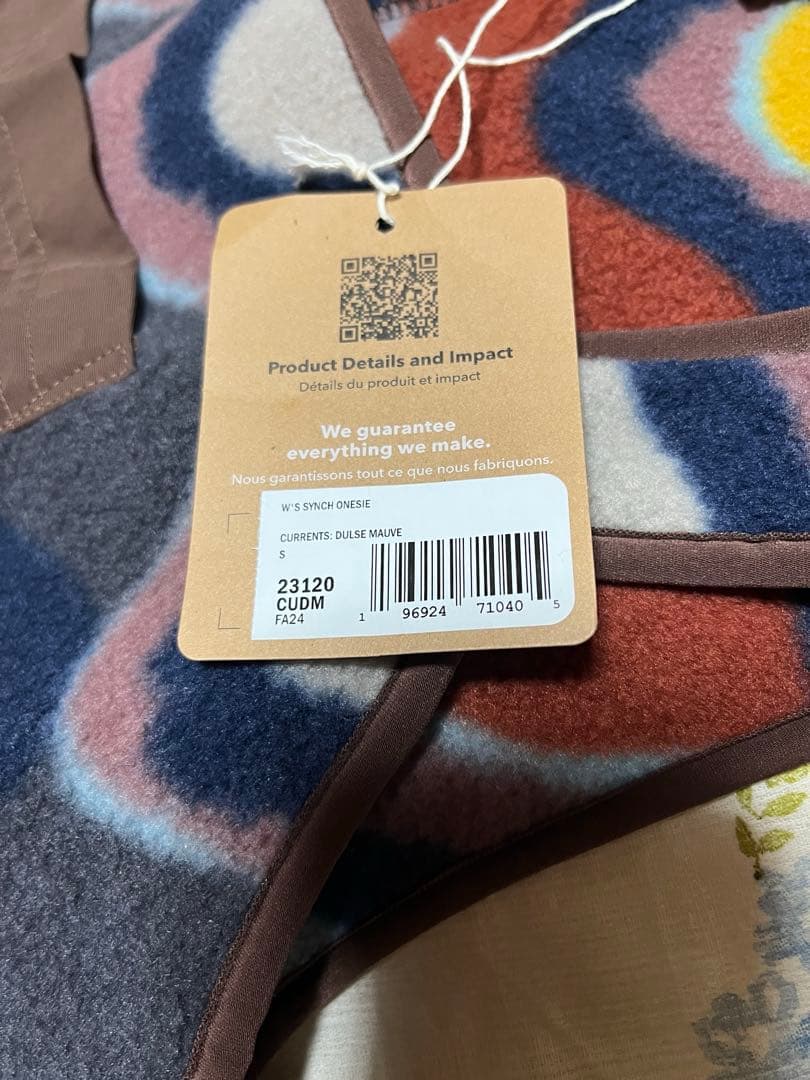 Product Details and Impact
Détails du produit et impact
We guarantee
everything we make.
Nous garantissons tout ce que nous fabriquons.
W'S SYNCH ONESIE
CURRENTS: DULSE MAUVE
S
23120
CUDM
FA24
1 96924 71040 5